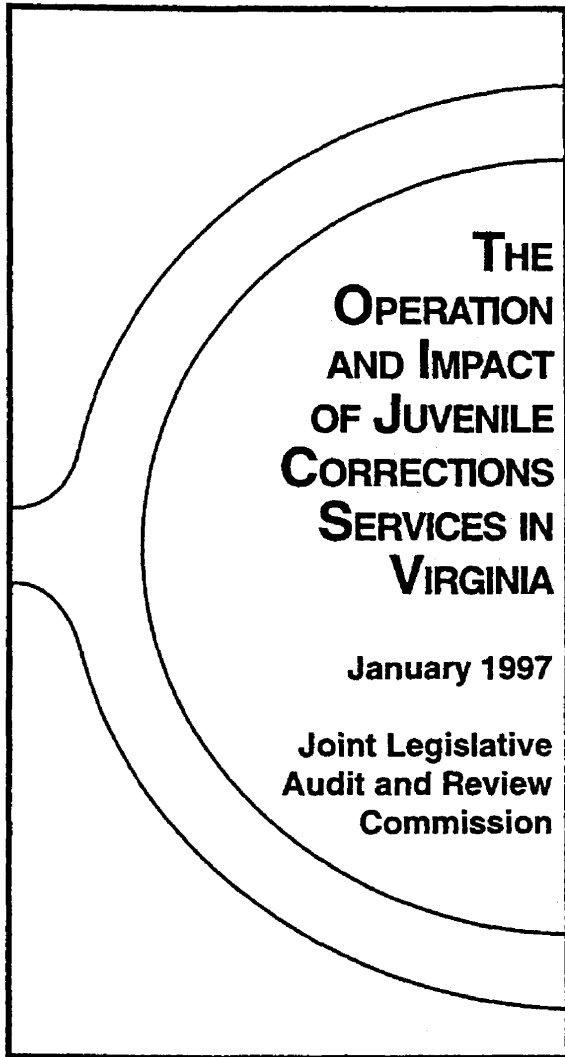 THE
OPERATION
AND IMPACT
OF JUVENILE
CORRECTIONS
SERVICES IN
VIRGINIA
January 1997
Joint Legislative
Audit and Review
Commission